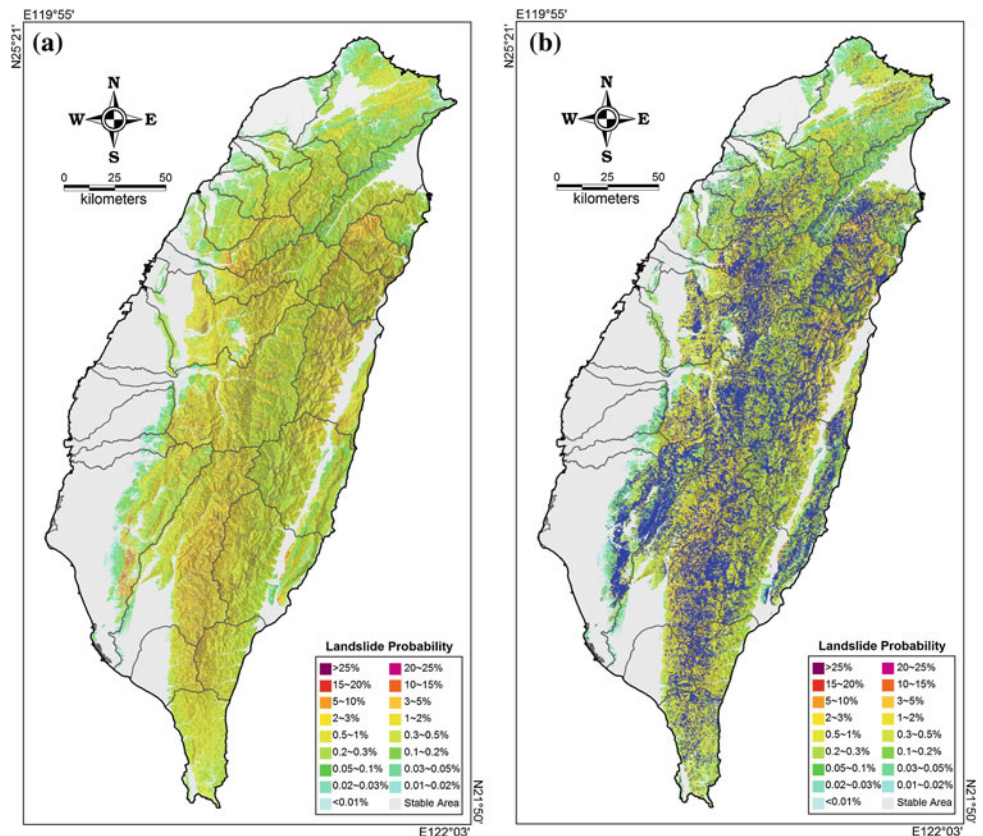 E119°55'
N25°21'
(a)
N
W E
S
0 25 50
kilometers
Landslide Probability
>25% 20~25%
15~20% 10~15%
5~10% 3~5%
2~3% 1~2%
0.5~1% 0.3~0.5%
0.2~0.3% 0.1~0.2%
0.05~0.1% 0.03~0.05%
0.02~0.03% 0.01~0.02%
<0.01% Stable Area
N21°50'
E122°03'
E119°55'
N25°21'
(b)
N
W E
S
0 25 50
kilometers
Landslide Probability
>25% 20~25%
15~20% 10~15%
5~10% 3~5%
2~3% 1~2%
0.5~1% 0.3~0.5%
0.2~0.3% 0.1~0.2%
0.05~0.1% 0.03~0.05%
0.02~0.03% 0.01~0.02%
<0.01% Stable Area
N21°50'
E122°03'